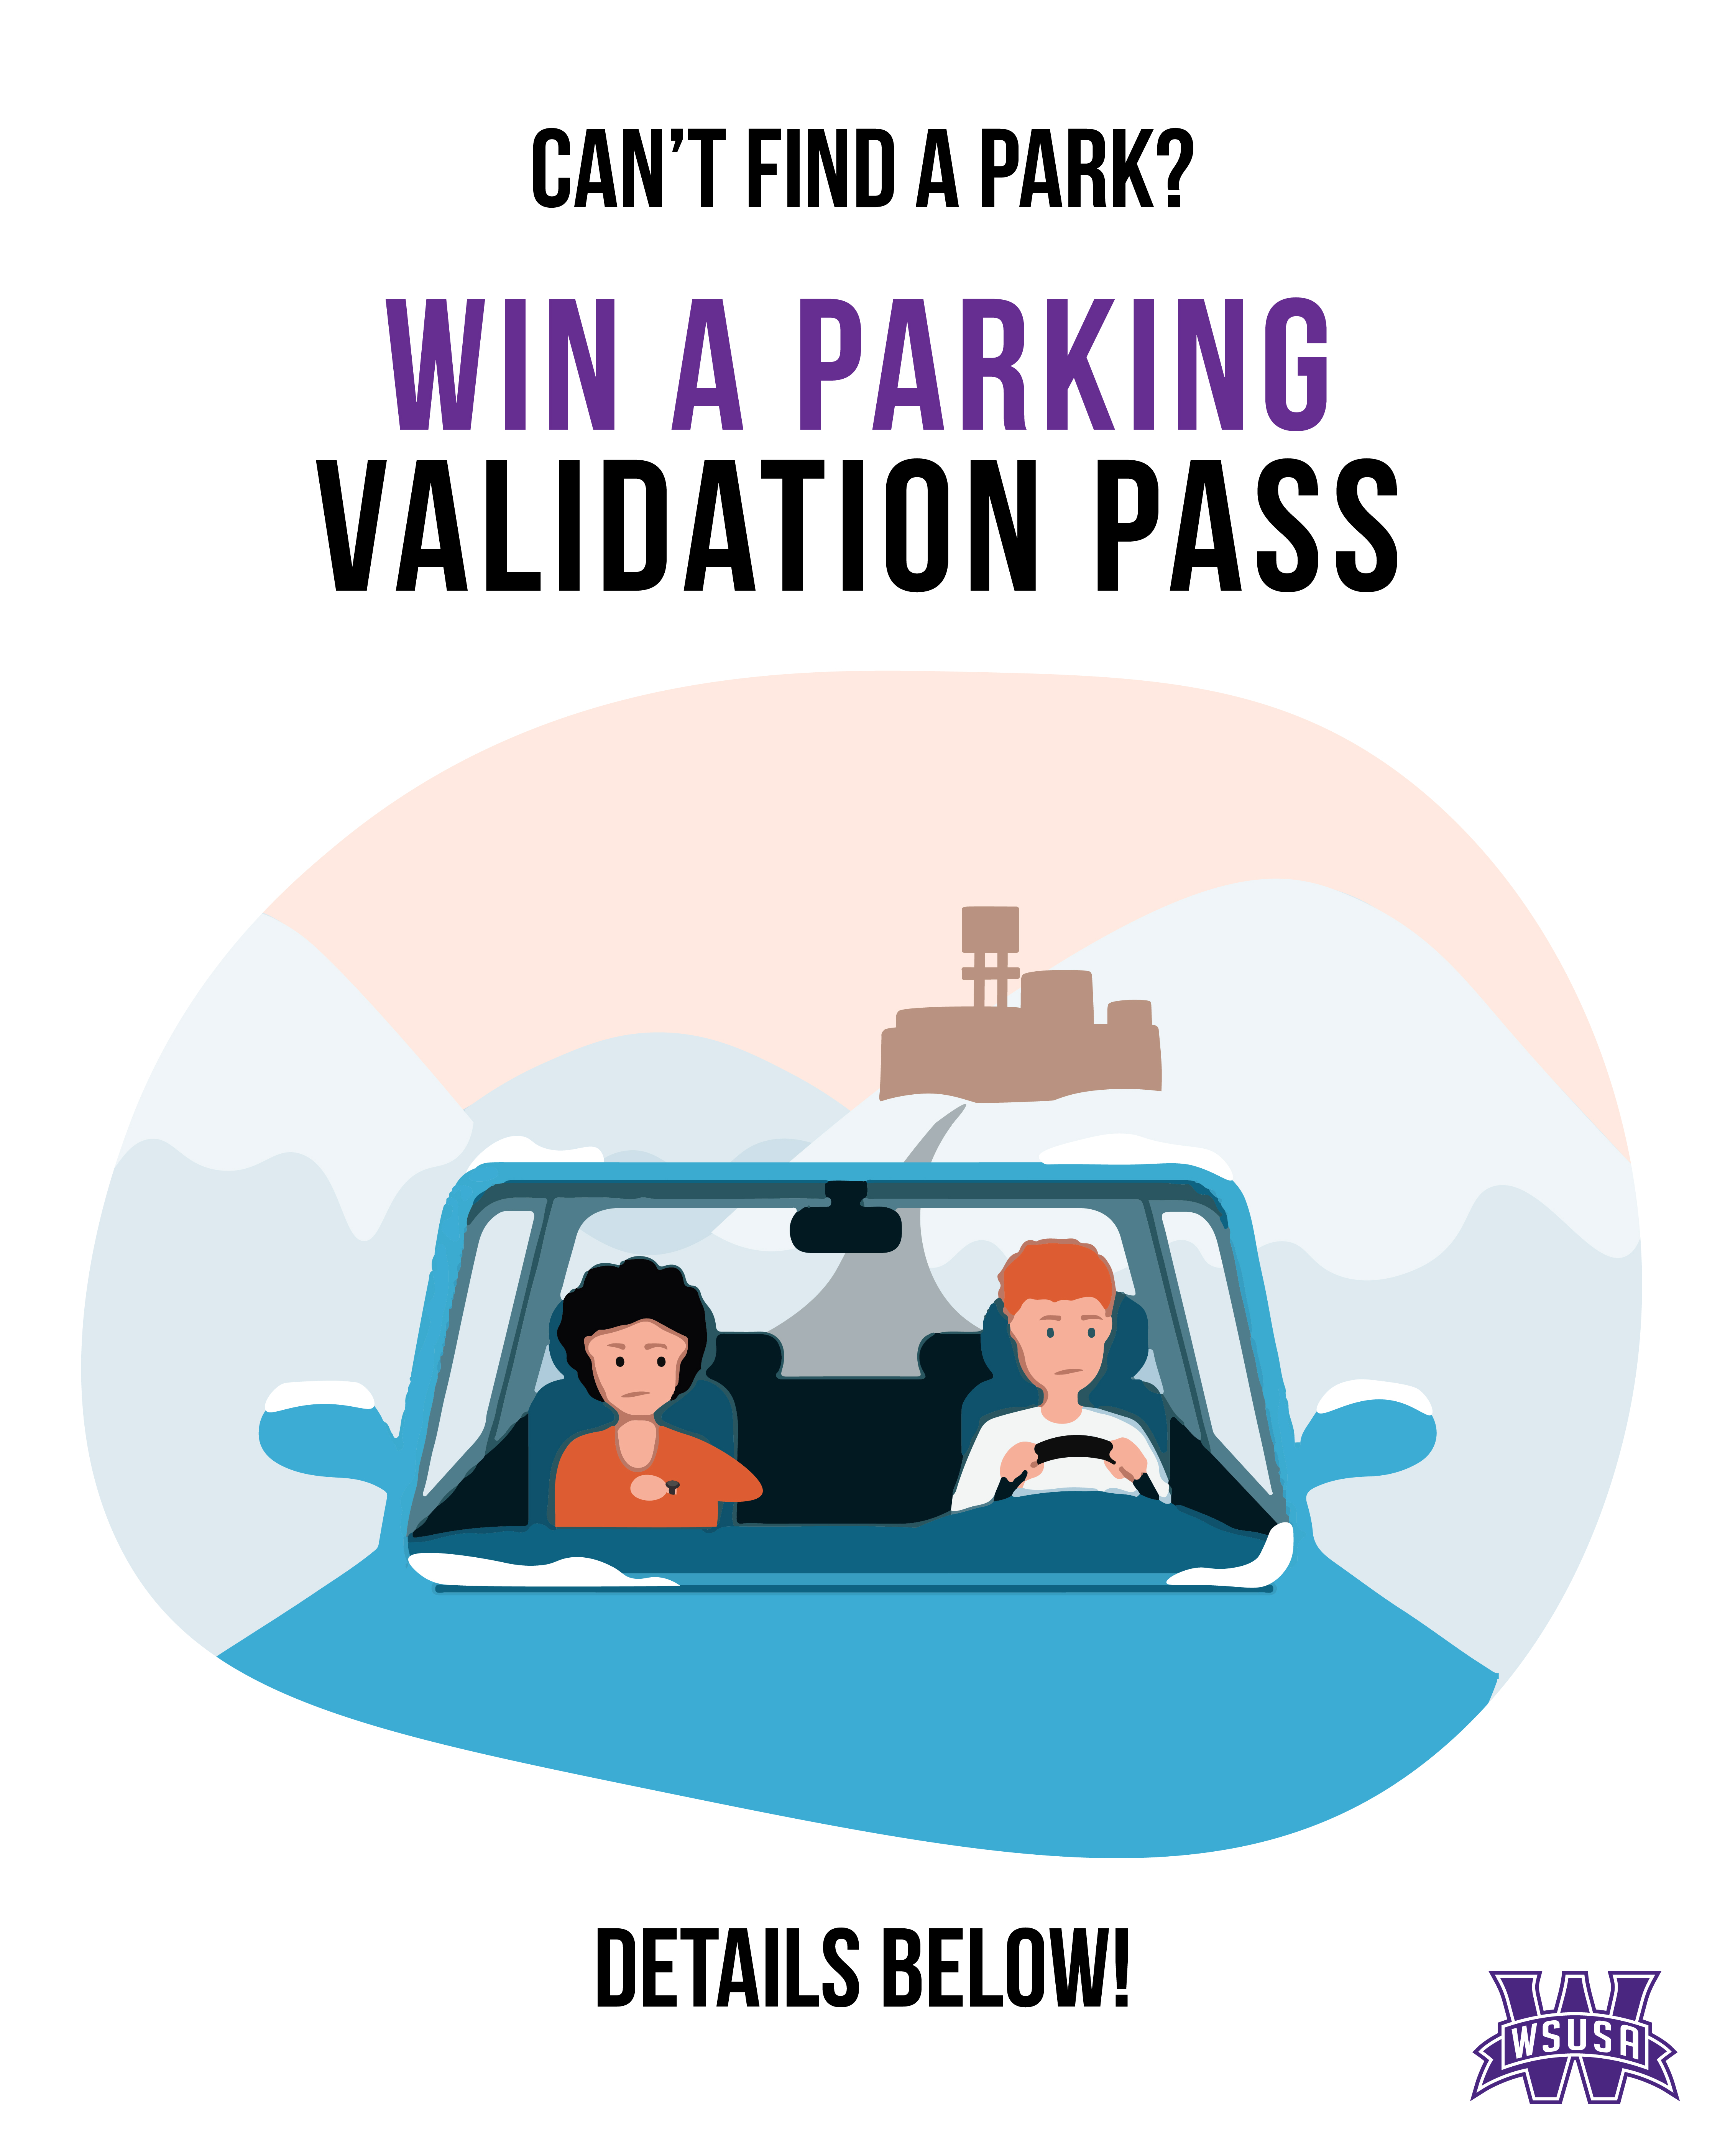 CAN'T FIND A PARK?
WIN A PARKING
VALIDATION PASS
DETAILS BELOW!
WSUSA